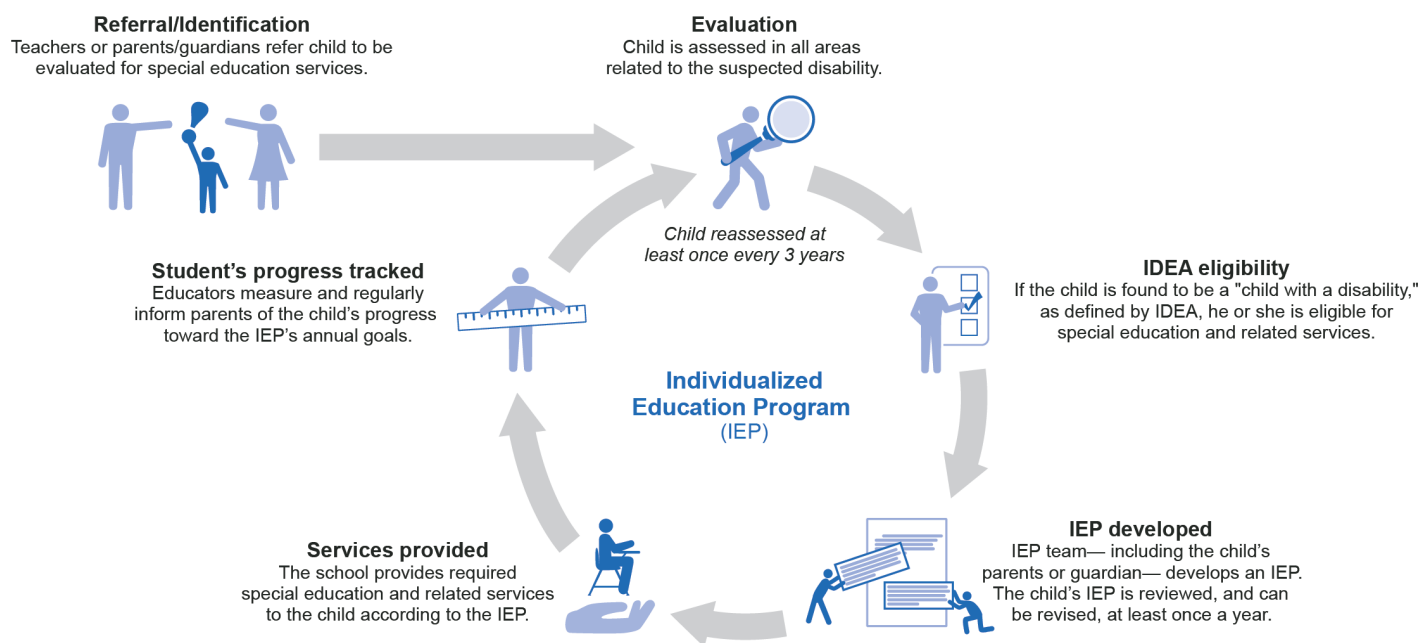 Referral/Identification
Teachers or parents/guardians refer child to be
evaluated for special education services.
Evaluation
Child is assessed in all areas
related to the suspected disability.
Child reassessed at
least once every 3 years
IDEA eligibility
If the child is found to be a "child with a disability,"
as defined by IDEA, he or she is eligible for
special education and related services.
Student’s progress tracked
Educators measure and regularly
inform parents of the child’s progress
toward the IEP’s annual goals.
Individualized
Education Program
(IEP)
IEP developed
IEP team— including the child’s
parents or guardian— develops an IEP.
The child’s IEP is reviewed, and can
be revised, at least once a year.
Services provided
The school provides required
special education and related services
to the child according to the IEP.